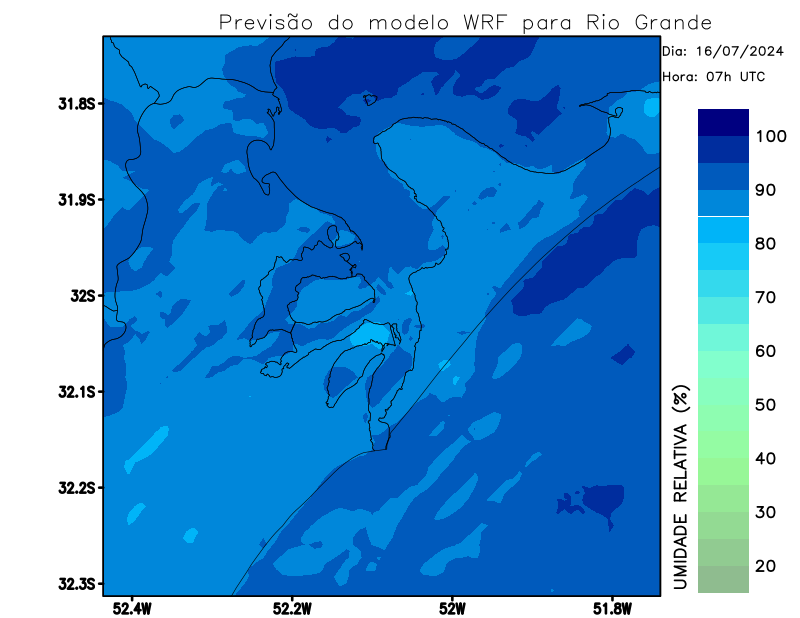 Previsão do modelo WRF para Rio Grande
Dia: 16/07/2024
Hora: 07h UTC
31.8S
31.9S
32S
32.1S
32.2S
32.3S
52.4W
52.2W
52W
51.8W
100
90
80
70
60
50
40
30
20
UMIDADE RELATIVA (%)